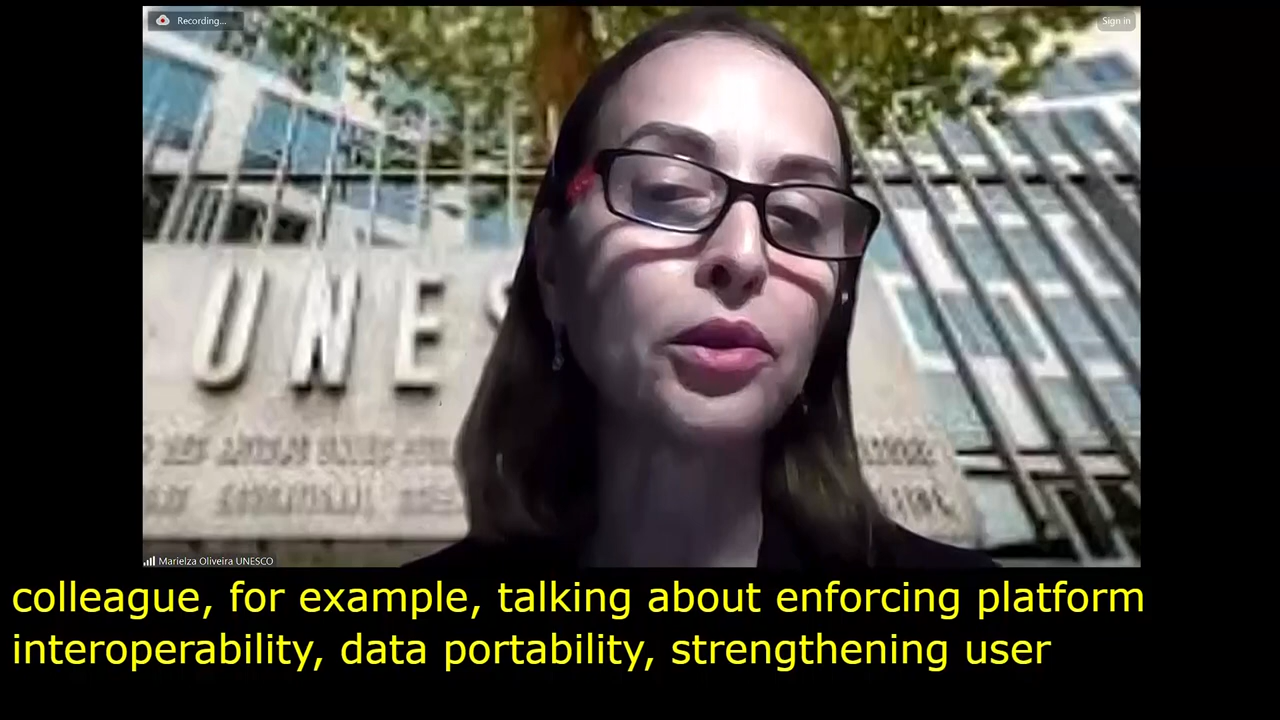 Recording...
Sign in
UNES
Marielza Oliveira UNESCO
colleague, for example, talking about enforcing platform
interoperability, data portability, strengthening user